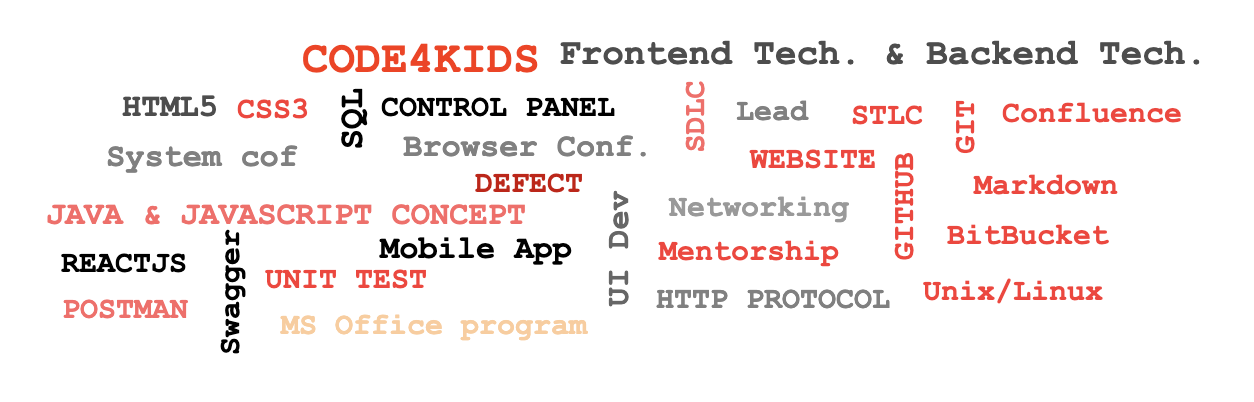 CODE4KIDS
Frontend Tech. & Backend Tech.
HTML5
CSS3
SQL
CONTROL PANEL
SDLC
Lead
STLC
GIT
Confluence
System cof
Browser Conf.
WEBSITE
GITHUB
DEFECT
Markdown
JAVA & JAVASCRIPT CONCEPT
UI Dev
Networking
BitBucket
REACTJS
Swagger
Mobile App
Mentorship
UNIT TEST
HTTP PROTOCOL
Unix/Linux
POSTMAN
MS Office program